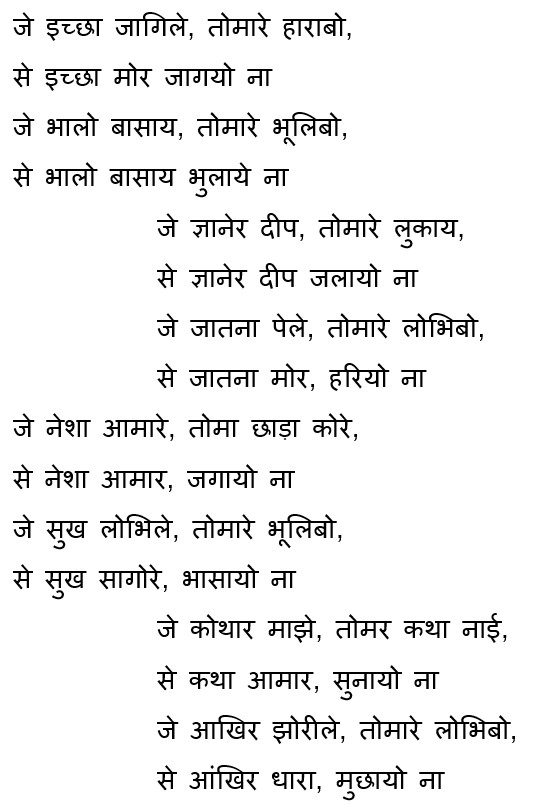 जे इच्छा जागिले, तोमारे हाराबो,
से इच्छा मोर जागयो ना
जे भालो बासाय, तोमारे भूलिबो,
से भालो बासाय भुलाये ना
जे ज्ञानेर दीप, तोमारे लुकाय,
से ज्ञानेर दीप जलायो ना
जे जातना पेले, तोमारे लोभिबो,
से जातना मोर, हरियो ना
जे नेशा आमारे, तोमा छाड़ा कोरे,
से नेशा आमार, जगायो ना
जे सुख लोभिले, तोमारे भूलिबो,
से सुख सागोरे, भासायो ना
जे कोथार माझे, तोमर कथा नाई,
से कथा आमार, सुनायो ना
जे आखिर झोरीले, तोमारे लोभिबो,
से आंखिर धारा, मुछायो ना